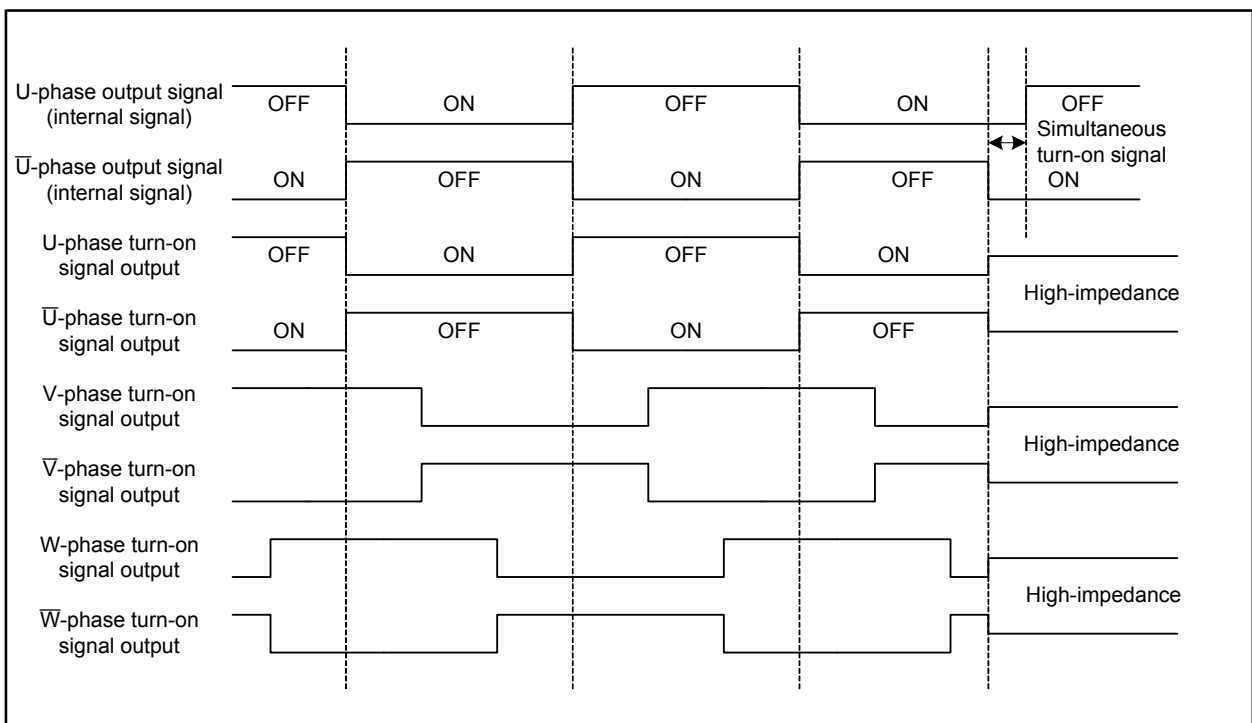 U-phase output signal
(internal signal)
OFF
ON
OFF
ON
OFF
Simultaneous
turn-on signal
U̅-phase output signal
(internal signal)
ON
OFF
ON
OFF
ON
U-phase turn-on
signal output
OFF
ON
OFF
ON
High-impedance
U̅-phase turn-on
signal output
ON
OFF
ON
OFF
V-phase turn-on
signal output
High-impedance
V̅-phase turn-on
signal output
W-phase turn-on
signal output
High-impedance
W̅-phase turn-on
signal output